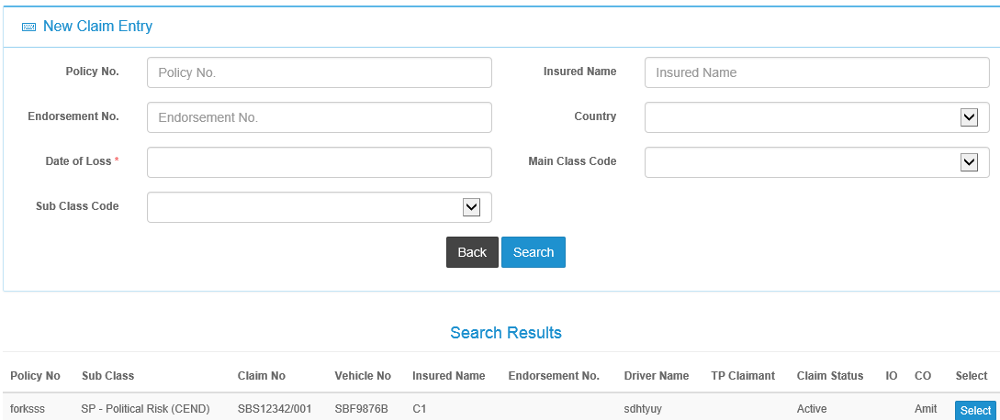 New Claim Entry
Policy No. Policy No. Insured Name Insured Name
Endorsement No. Endorsement No. Country
Date of Loss * Main Class Code
Sub Class Code
Back Search
Search Results
Policy No Sub Class Claim No Vehicle No Insured Name Endorsement No. Driver Name TP Claimant Claim Status IO CO Select
forksss SP - Political Risk (CEND) SBS12342/001 SBF9876B C1 sdhtyuy Active Amit Select